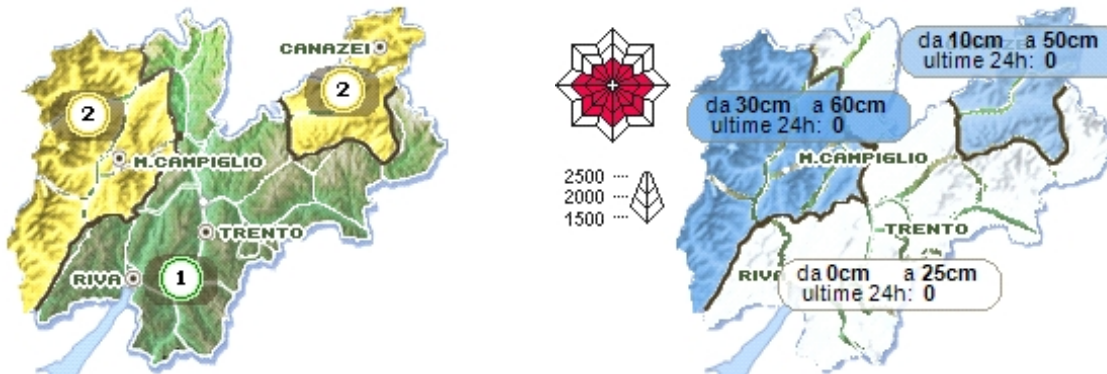 CANAZEI
2
2
M.CAMPIGLIO
TRENTO
RIVA
1
2500
2000
1500
da 10cm a 50cm
ultime 24h: 0
da 30cm a 60cm
ultime 24h: 0
M.CAMPIGLIO
TRENTO
RIV
da 0cm a 25cm
ultime 24h: 0